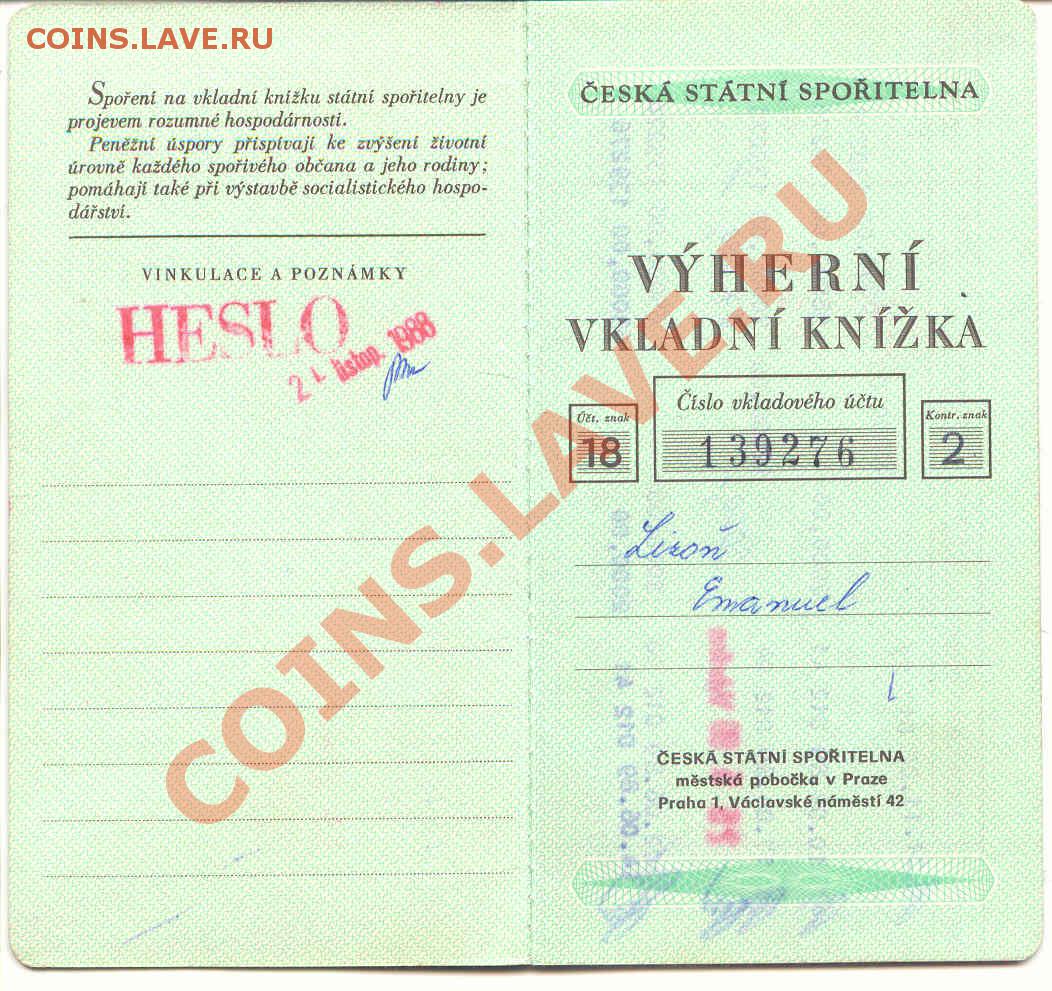 COINS.LAVE.RU
Spoření na vkladní knížku státní spořitelny je
projevem rozumné hospodárnosti.
Peněžní úspory přispívají ke zvýšení životní
úrovně každého spořivého občana a jeho rodiny;
pomáhají také při výstavbě socialistického hospo-
dářství.
VINKULACE A POZNÁMKY
HESLO
listop. 1988
ČESKÁ STÁTNÍ SPOŘITELNA
VÝHERNÍ
VKLADNÍ KNÍŽKA
Účt. znak
18
Číslo vkladového účtu
139276
Kontr. znak
2
Lizoň
Emanuel
ČESKÁ STÁTNÍ SPOŘITELNA
městská pobočka v Praze
Praha 1, Václavské náměstí 42
COINS.LAVE.RU